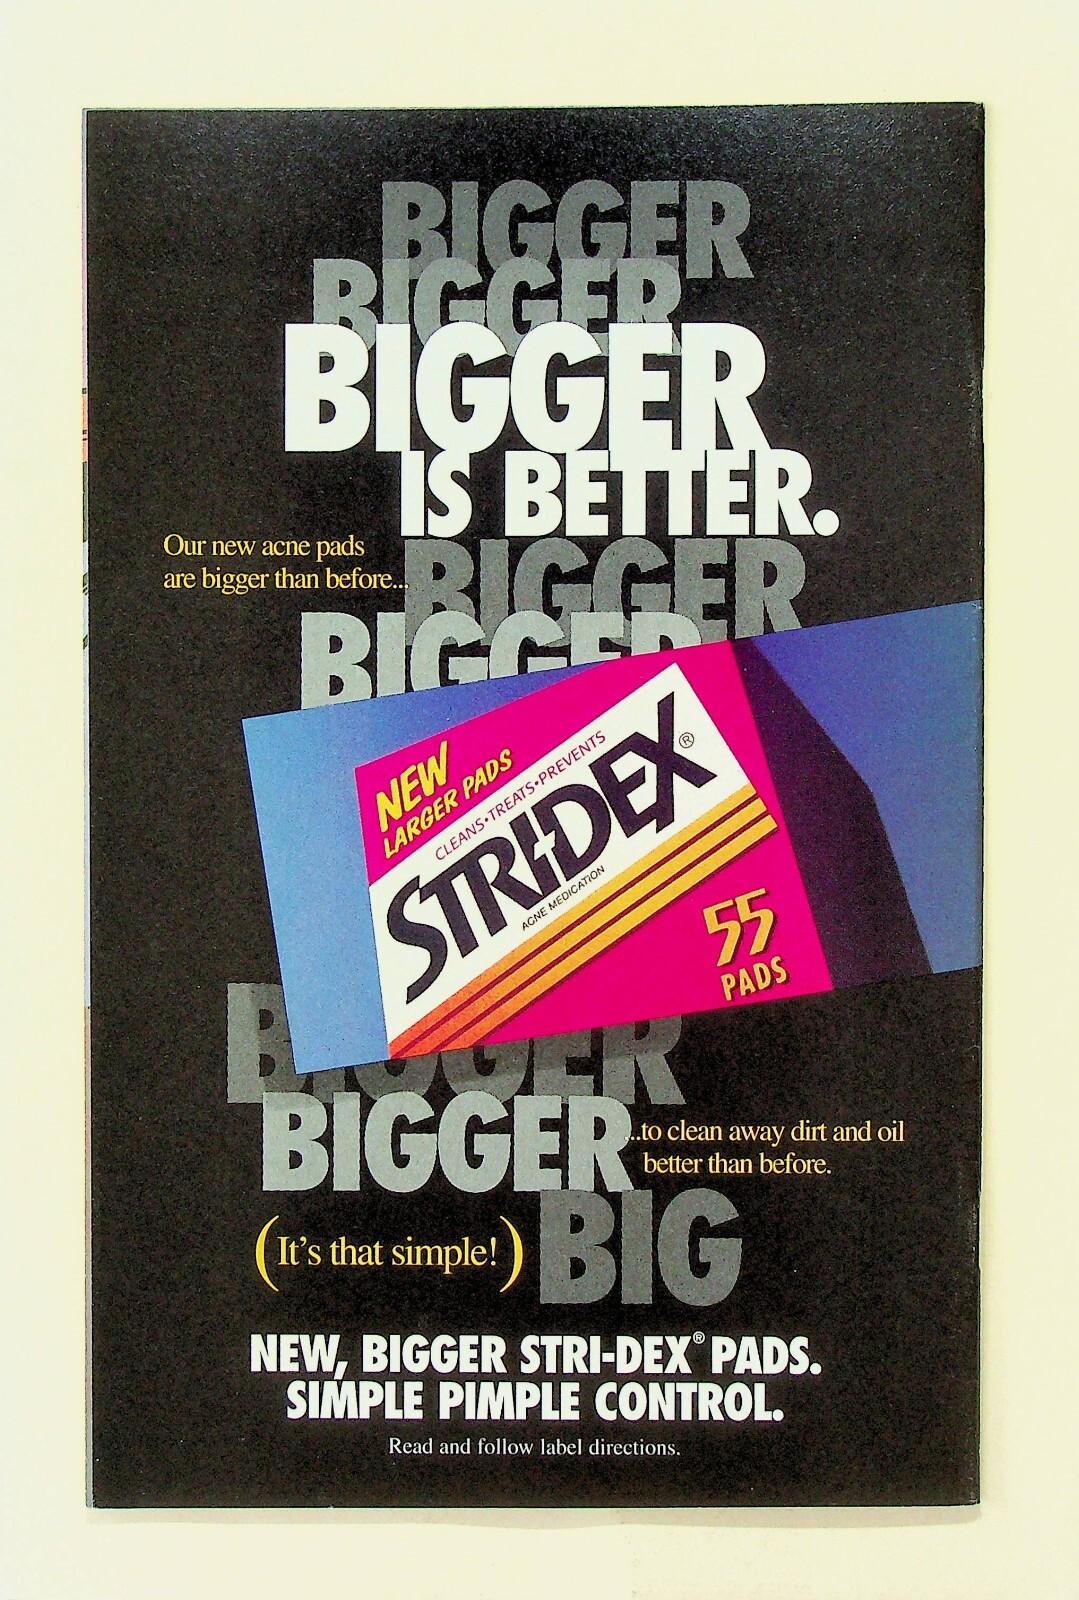 BIGGER
BIGGER
BIGGER
IS BETTER.
Our new acne pads
are bigger than before...
BIGGER
BIGGER
NEW
LARGER PADS
CLEANS•TREATS•PREVENTS
STRI-DEX®
ACNE MEDICATION
55
PADS
BIGGER
BIGGER
...to clean away dirt and oil
better than before.
(It's that simple!)
BIG
NEW, BIGGER STRI-DEX® PADS.
SIMPLE PIMPLE CONTROL.
Read and follow label directions.